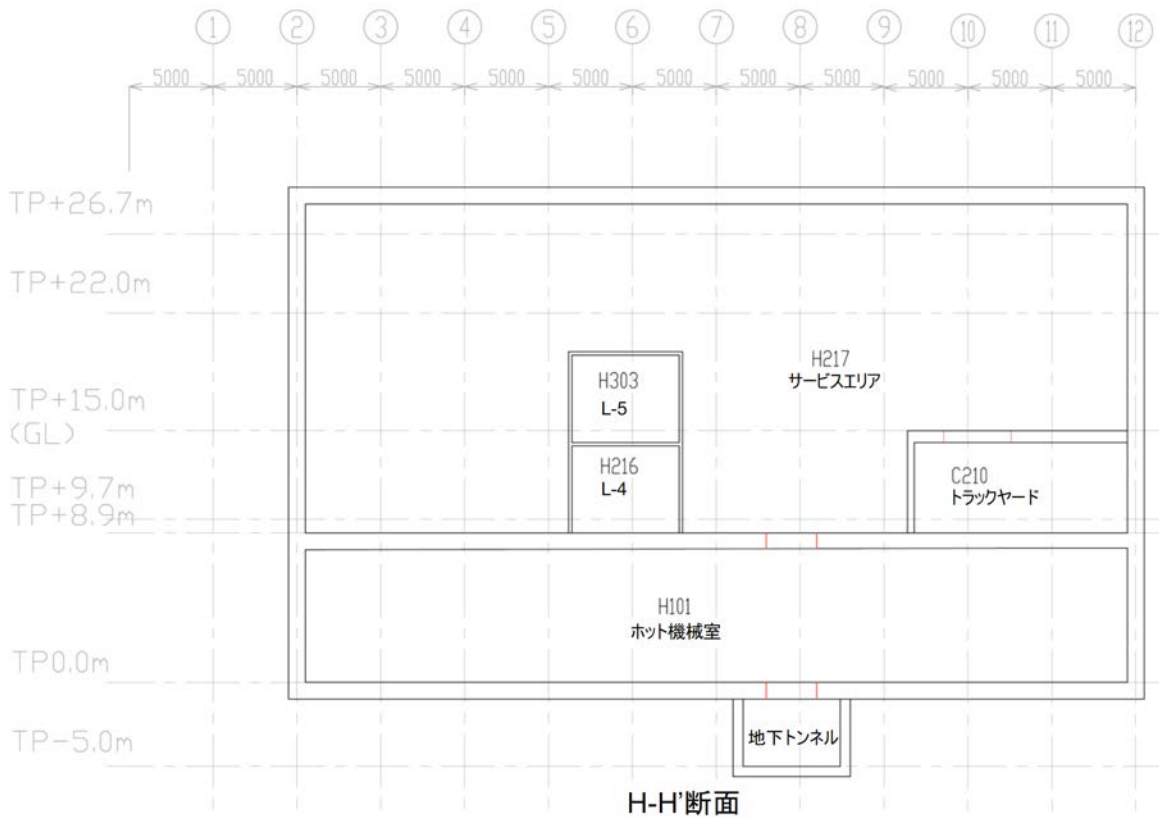 1 2 3 4 5 6 7 8 9 10 11 12
5000 5000 5000 5000 5000 5000 5000 5000 5000 5000 5000 5000
TP+26.7m
TP+22.0m
H217
サービスエリア
H303
L-5
TP+15.0m
(GL)
H216
L-4
C210
トラックヤード
TP+9.7m
TP+8.9m
H101
ホット機械室
TP0.0m
地下トンネル
TP-5.0m
H-H'断面